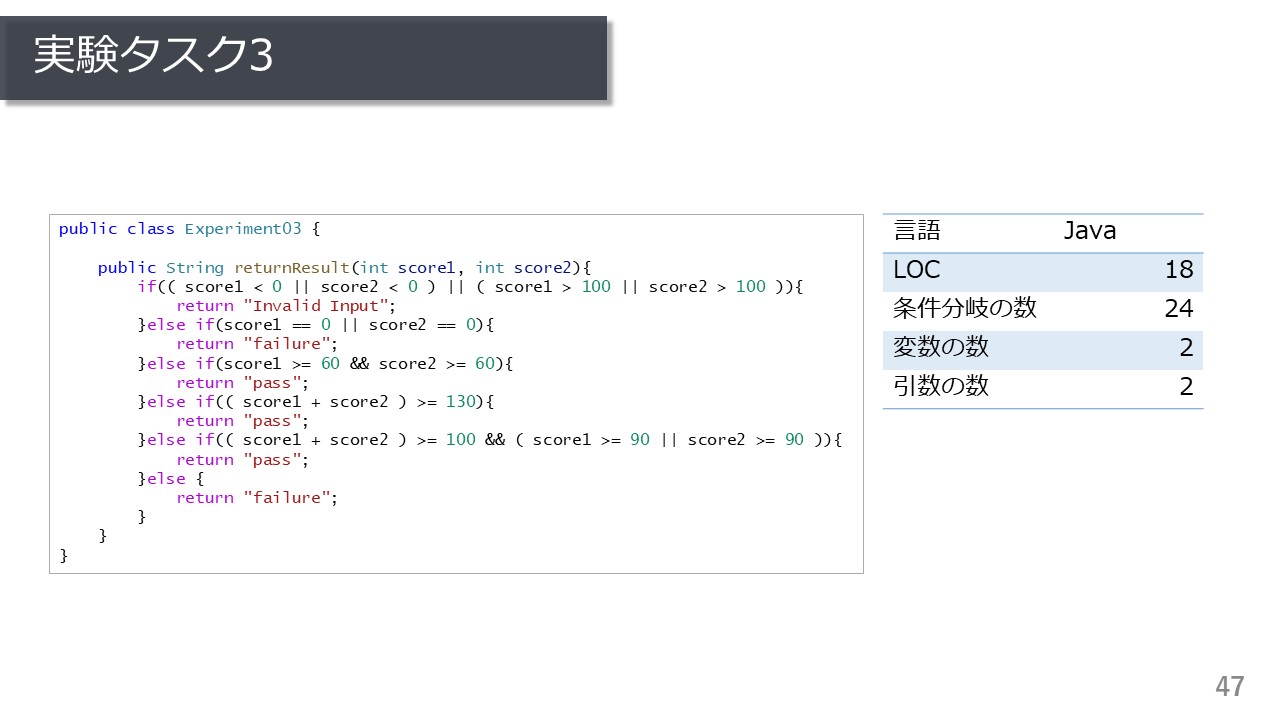 実験タスク3
public class Experiment03 {
    public String returnResult(int score1, int score2){
        if(( score1 < 0 || score2 < 0 ) || ( score1 > 100 || score2 > 100 )){
            return "Invalid Input";
        }else if(score1 == 0 || score2 == 0){
            return "failure";
        }else if(score1 >= 60 && score2 >= 60){
            return "pass";
        }else if(( score1 + score2 ) >= 130){
            return "pass";
        }else if(( score1 + score2 ) >= 100 && ( score1 >= 90 || score2 >= 90 )){
            return "pass";
        }else {
            return "failure";
        }
    }
}
言語 Java
LOC 18
条件分岐の数 24
変数の数 2
引数の数 2
47